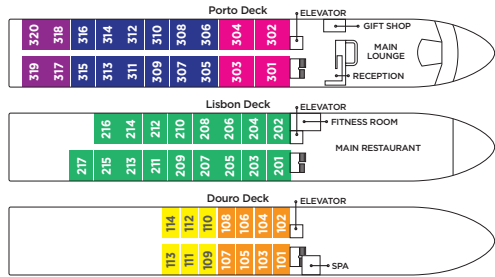 Porto Deck
ELEVATOR
GIFT SHOP
320 318 316 314 312 310 308 306 304 302
MAIN
LOUNGE
319 317 315 313 311 309 307 305 303 301
RECEPTION
Lisbon Deck
ELEVATOR
216 214 212 210 208 206 204 202
FITNESS ROOM
MAIN RESTAURANT
217 215 213 211 209 207 205 203 201
Douro Deck
ELEVATOR
114 112 110 108 106 104 102
113 111 109 107 105 103 101
SPA